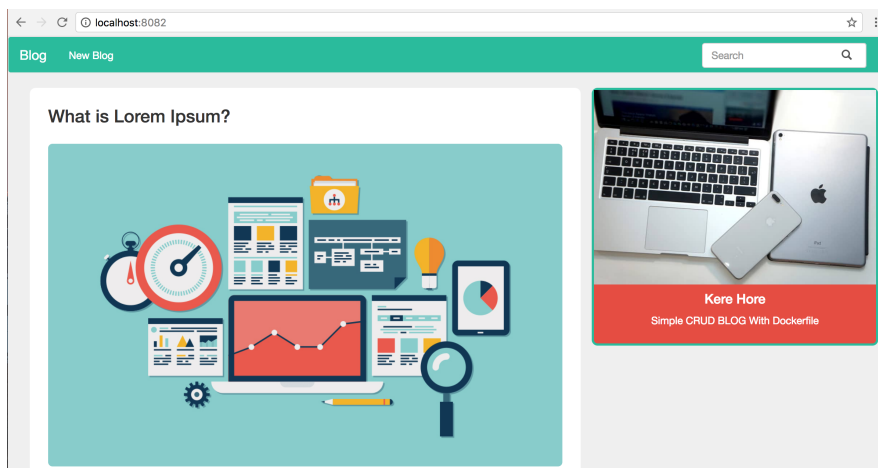 localhost:8082
Blog
New Blog
Search
What is Lorem Ipsum?
Kere Hore
Simple CRUD BLOG With Dockerfile